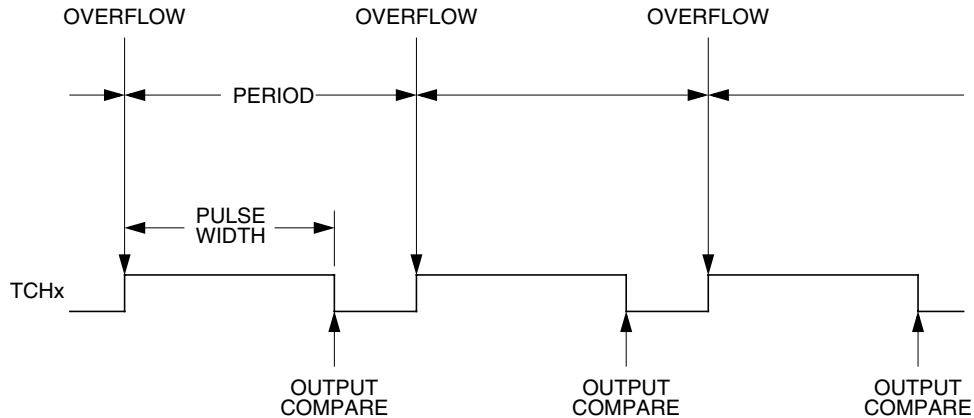 OVERFLOW
OVERFLOW
OVERFLOW
PERIOD
PULSE
WIDTH
TCHx
OUTPUT
COMPARE
OUTPUT
COMPARE
OUTPUT
COMPARE